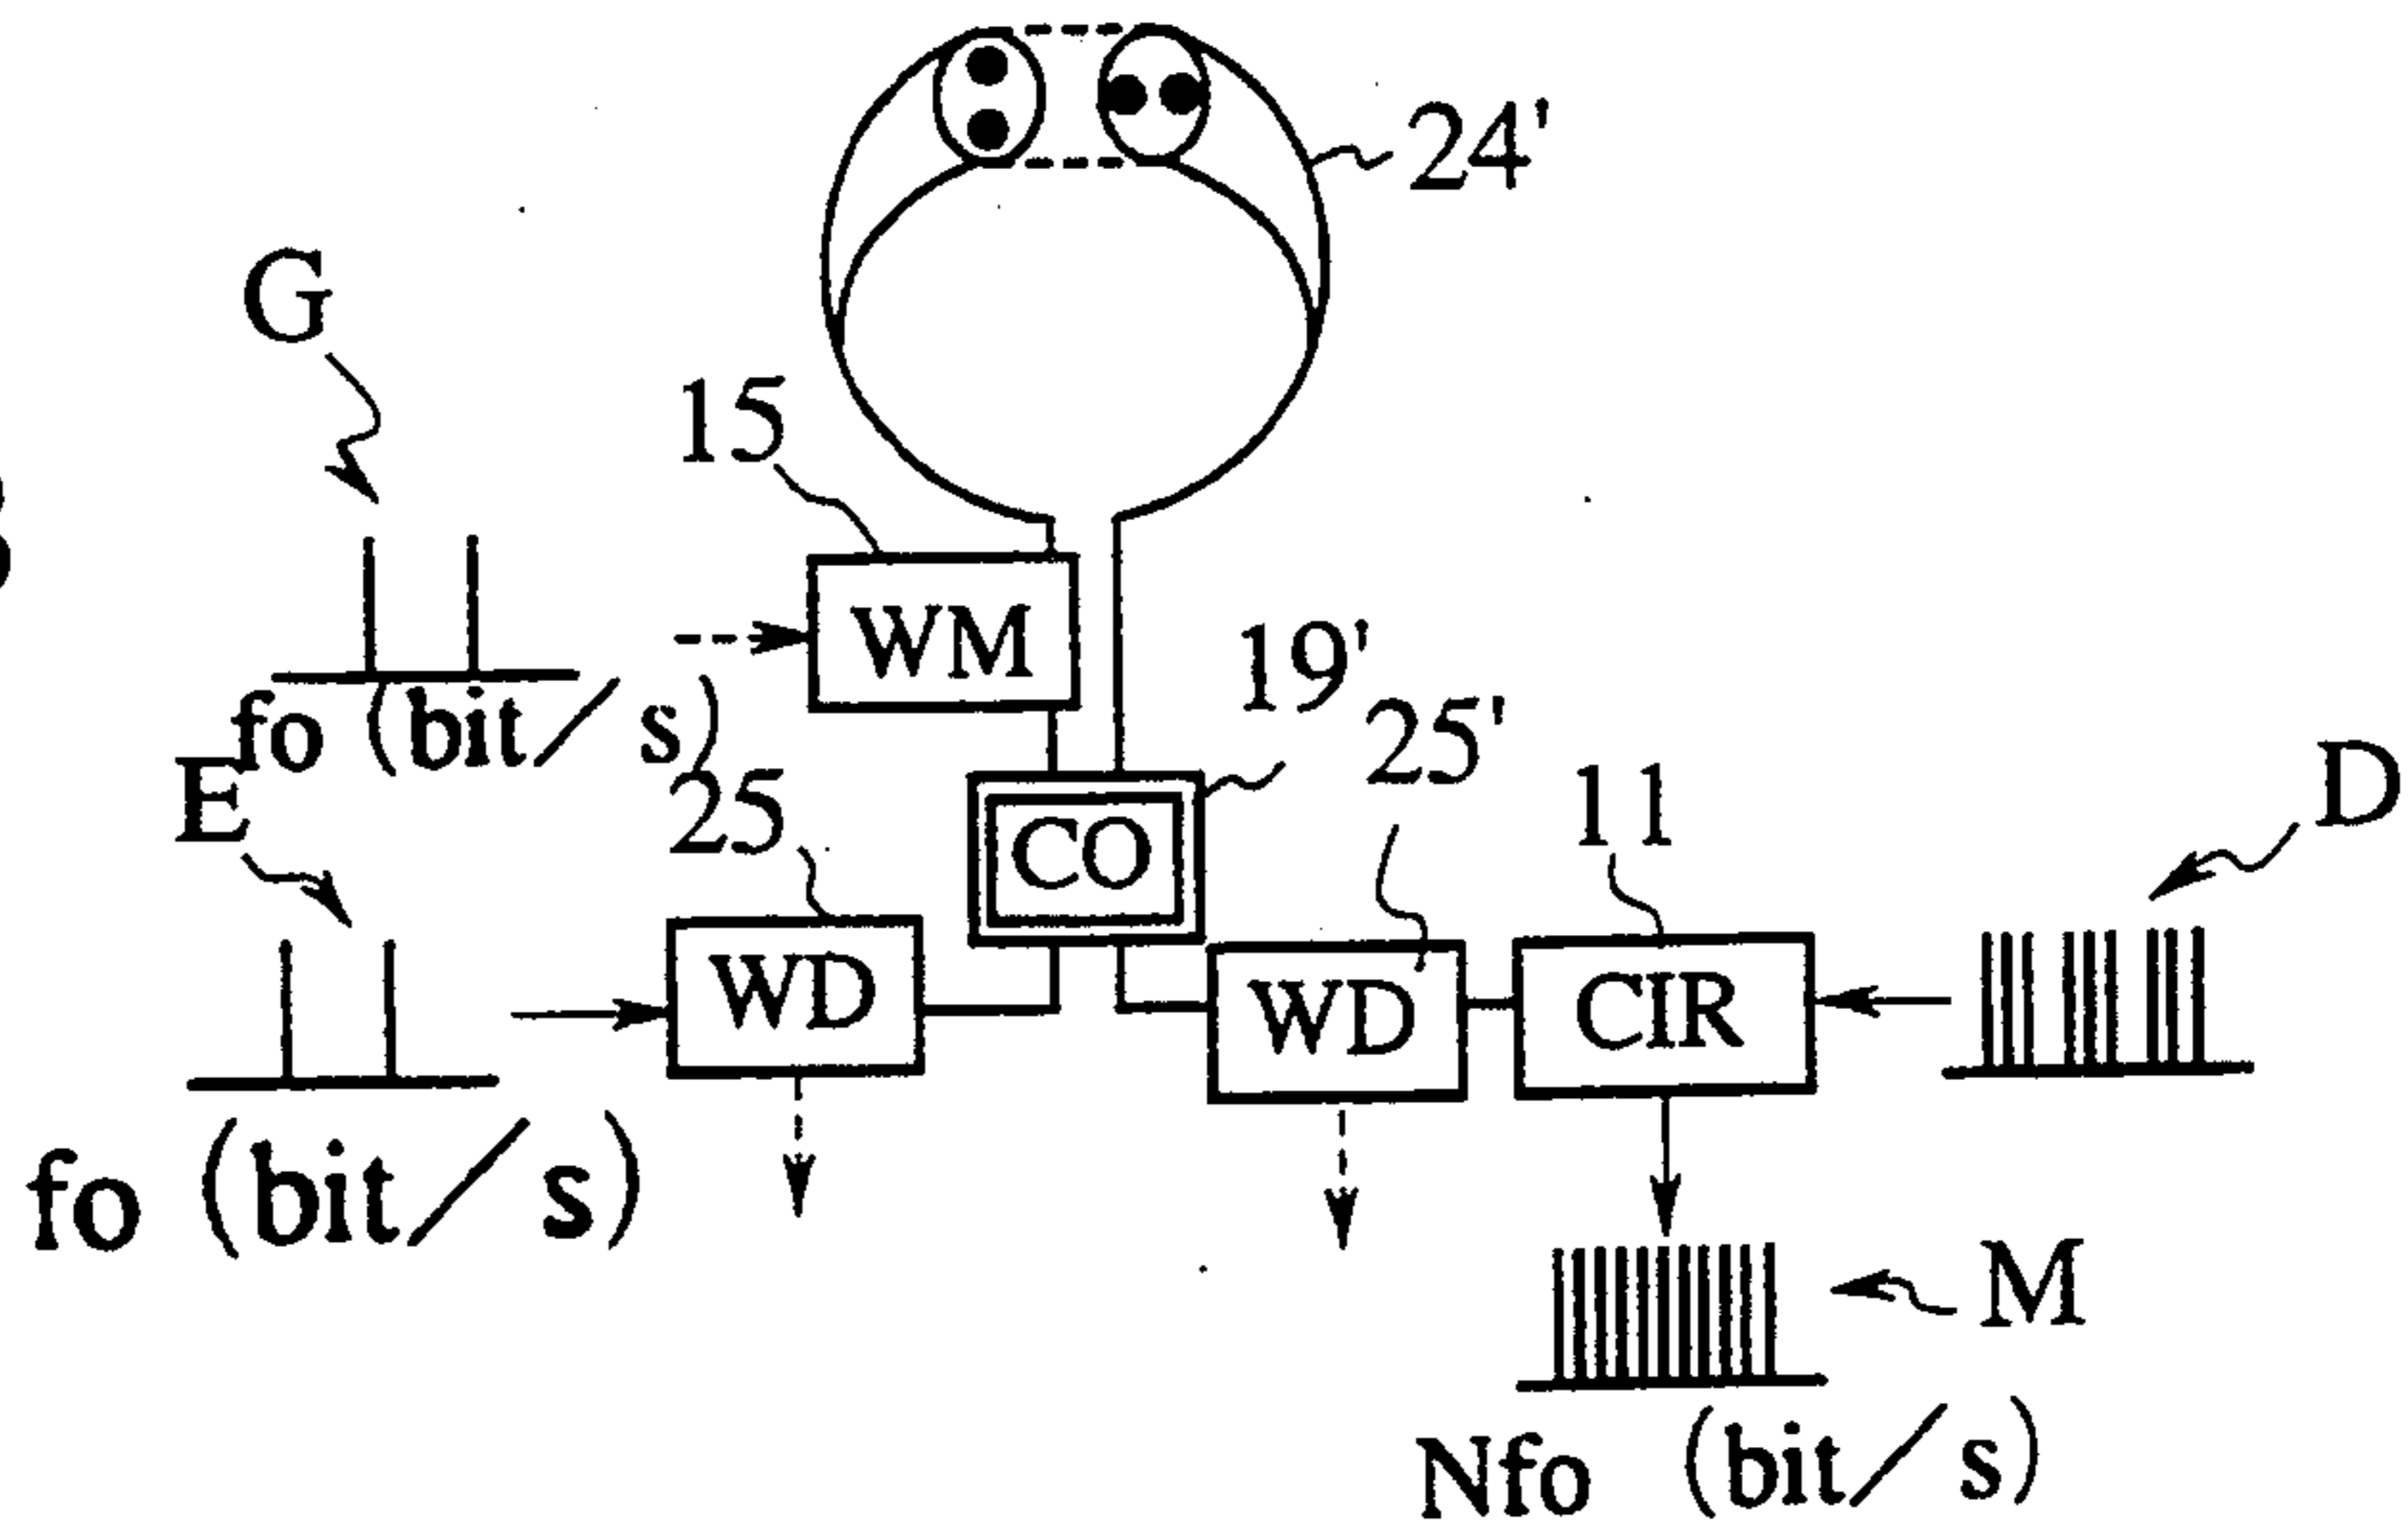 24'
G
15
WM
19'
fo (bit/s)
25'
E
25
11
D
CO
WD
WD
CIR
fo (bit/s)
M
Nfo (bit/s)